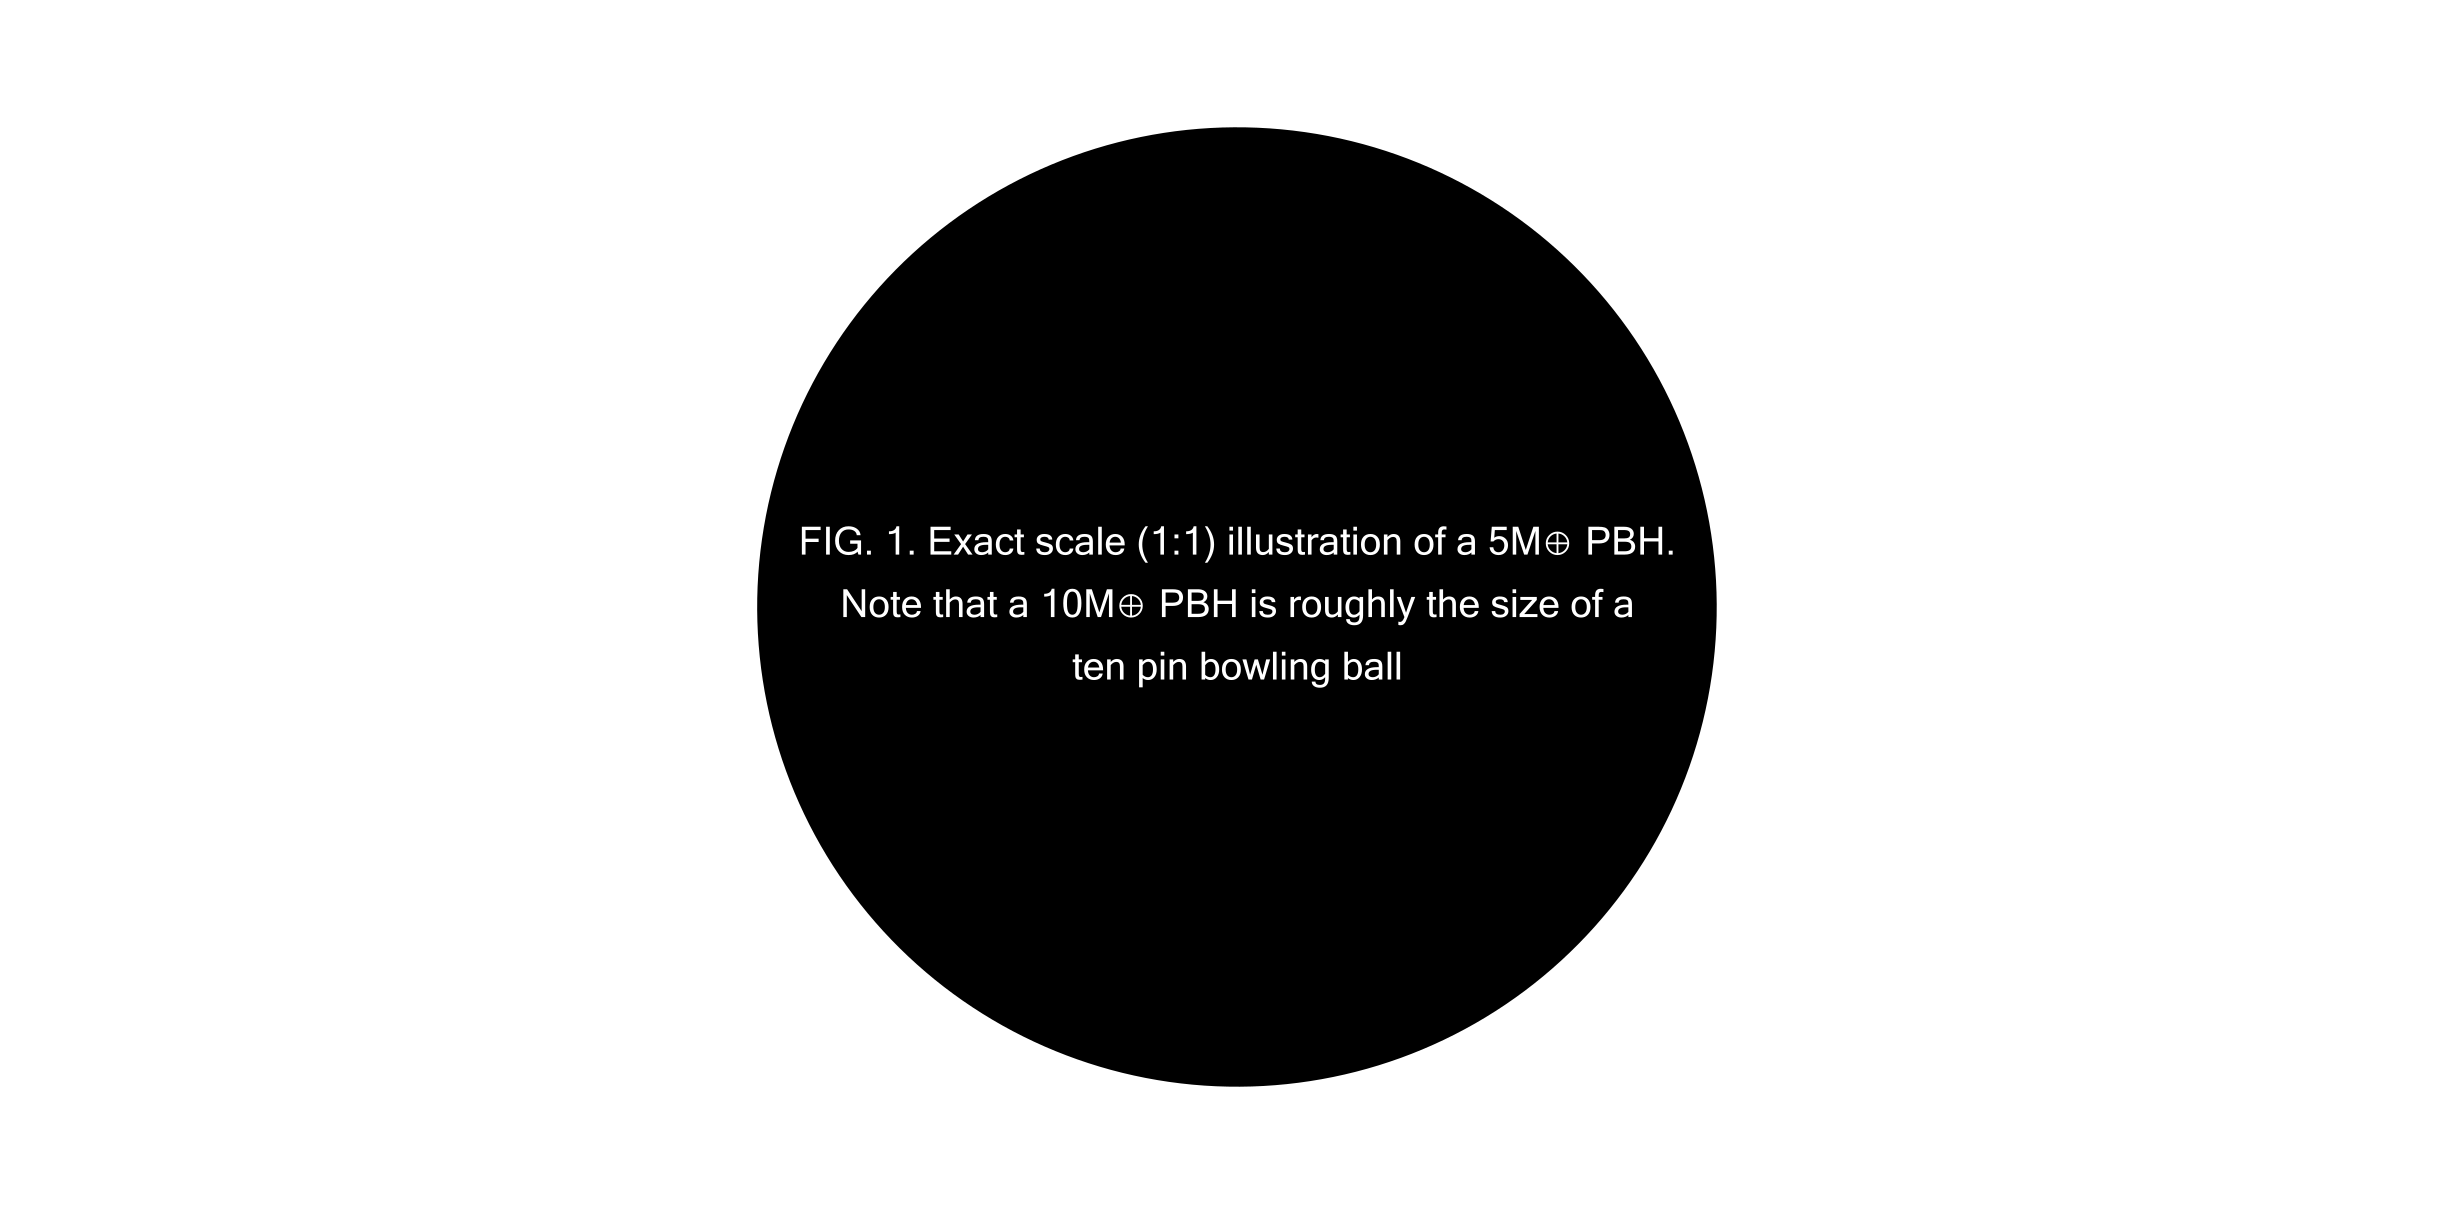 FIG. 1. Exact scale (1:1) illustration of a 5M⊕ PBH.
Note that a 10M⊕ PBH is roughly the size of a
ten pin bowling ball